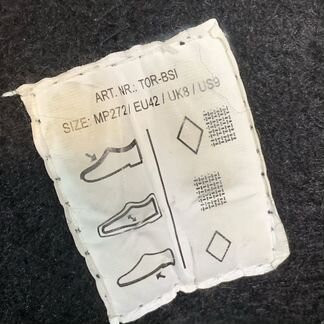 ART. NR.: TOR-BSI
SIZE: MP272/ EU42 / UK8 / US9